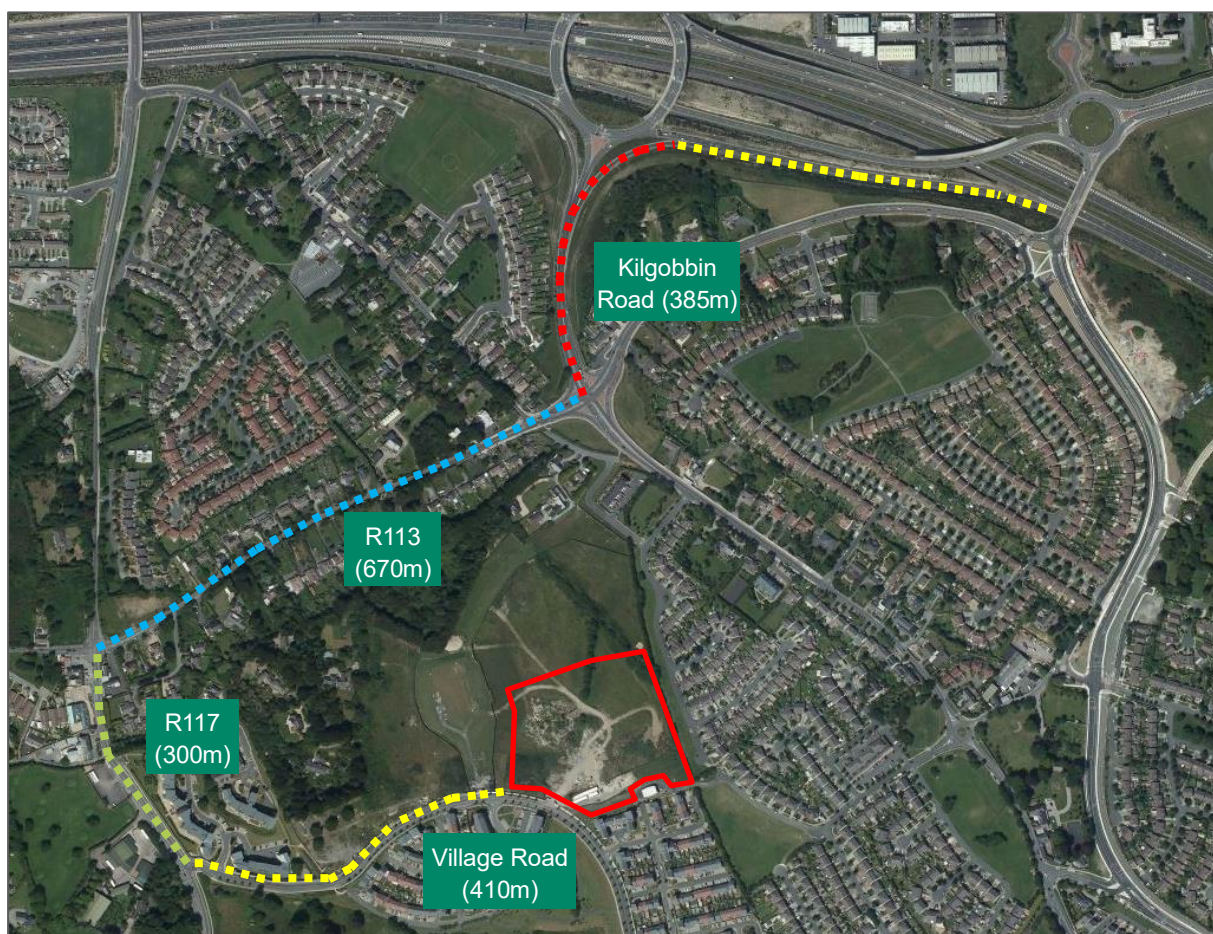 Kilgobbin
Road (385m)
R113
(670m)
R117
(300m)
Village Road
(410m)